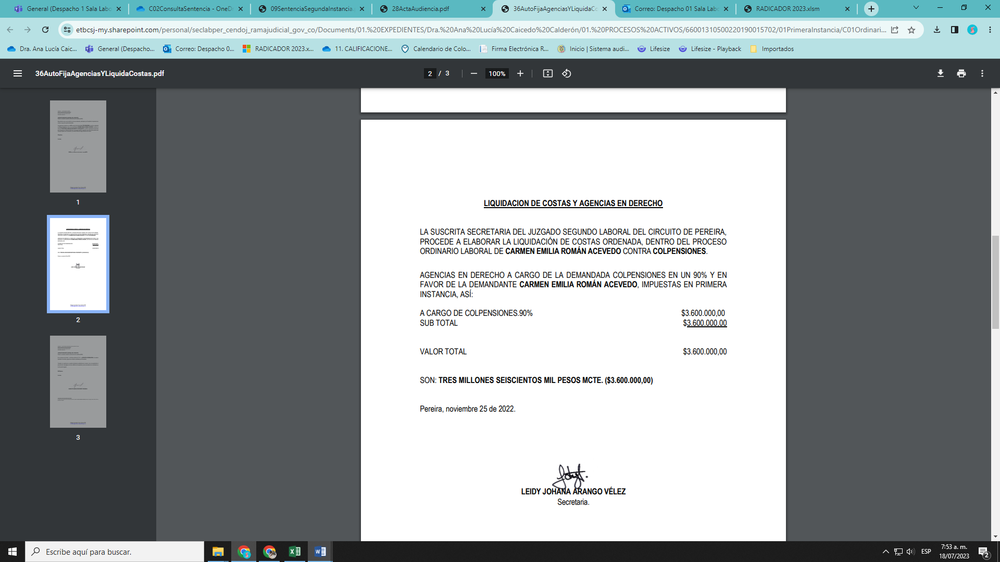 General (Despacho 1 Sala Labo
C02ConsultaSentencia - OneD
09SentenciaSegundaInstancia.
28ActaAudiencia.pdf
36AutoFijaAgenciasYLiquidaCo
Correo: Despacho 01 Sala Lab
RADICADOR 2023.xlsm
etbcsj-my.sharepoint.com/personal/seclabper_cendoj_ramajudicial_gov_co/Documents/01.%20EXPEDIENTES/Dra.%20Ana%20Lucía%20Caicedo%20Calderón/01.%20PROCESOS%20ACTIVOS/66001310500220190015702/01PrimeraInstancia/C01Ordinari...
Dra. Ana Lucía Caic...
General (Despacho...
Correo: Despacho 0...
RADICADOR 2023.x...
11. CALIFICACIONE...
Calendario de Colo...
Firma Electrónica R...
Inicio | Sistema audi...
Lifesize
Lifesize - Playback
Importados
36AutoFijaAgenciasYLiquidaCostas.pdf
2 / 3
100%
1
2
3
LIQUIDACION DE COSTAS Y AGENCIAS EN DERECHO
LA SUSCRITA SECRETARIA DEL JUZGADO SEGUNDO LABORAL DEL CIRCUITO DE PEREIRA,
PROCEDE A ELABORAR LA LIQUIDACIÓN DE COSTAS ORDENADA, DENTRO DEL PROCESO
ORDINARIO LABORAL DE CARMEN EMILIA ROMÁN ACEVEDO CONTRA COLPENSIONES.
AGENCIAS EN DERECHO A CARGO DE LA DEMANDADA COLPENSIONES EN UN 90% Y EN
FAVOR DE LA DEMANDANTE CARMEN EMILIA ROMÁN ACEVEDO, IMPUESTAS EN PRIMERA
INSTANCIA, ASÍ:
A CARGO DE COLPENSIONES.90% $3.600.000,00
SUB TOTAL $3.600.000,00
VALOR TOTAL $3.600.000,00
SON: TRES MILLONES SEISCIENTOS MIL PESOS MCTE. ($3.600.000,00)
Pereira, noviembre 25 de 2022.
LEIDY JOHANA ARANGO VÉLEZ
Secretaria.
Escribe aquí para buscar.
ESP
7:53 a. m.
18/07/2023
2